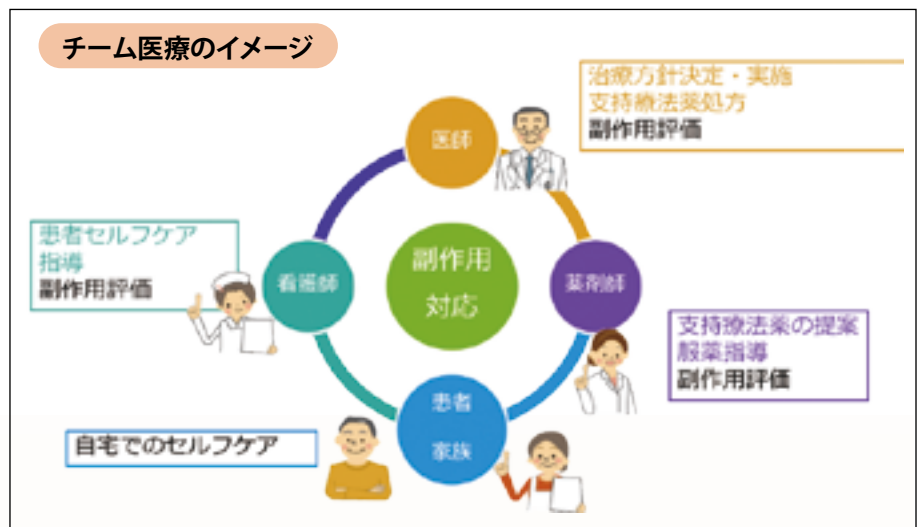 チーム医療のイメージ
治療方針決定・実施
支持療法薬処方
副作用評価
医師
患者セルフケア
指導
副作用評価
看護師
副作用
対応
薬剤師
支持療法薬の提案
服薬指導
副作用評価
患者
家族
自宅でのセルフケア